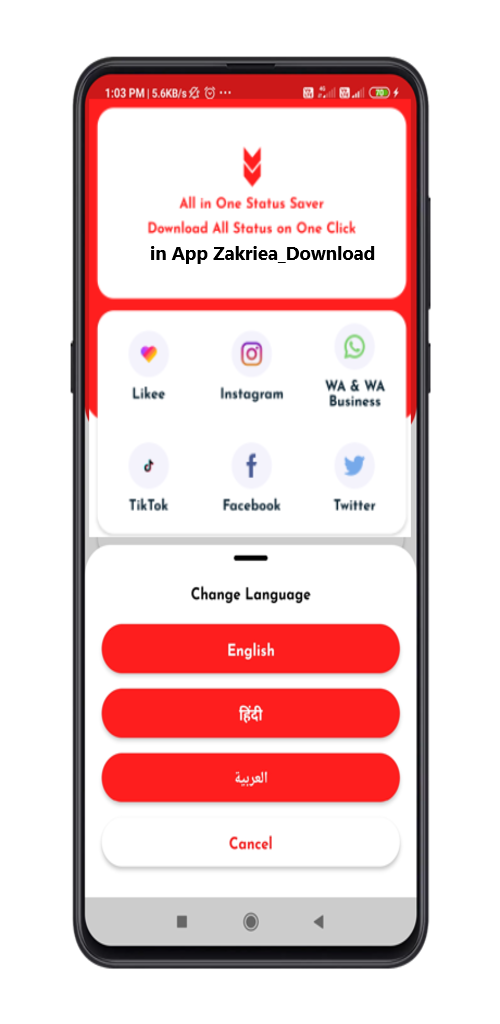 1:03 PM | 5.6KB/s ...
70
All in One Status Saver
Download All Status on One Click
in App Zakriea_Download
Likee
Instagram
WA & WA
Business
TikTok
Facebook
Twitter
Change Language
English
हिंदी
العربية
Cancel